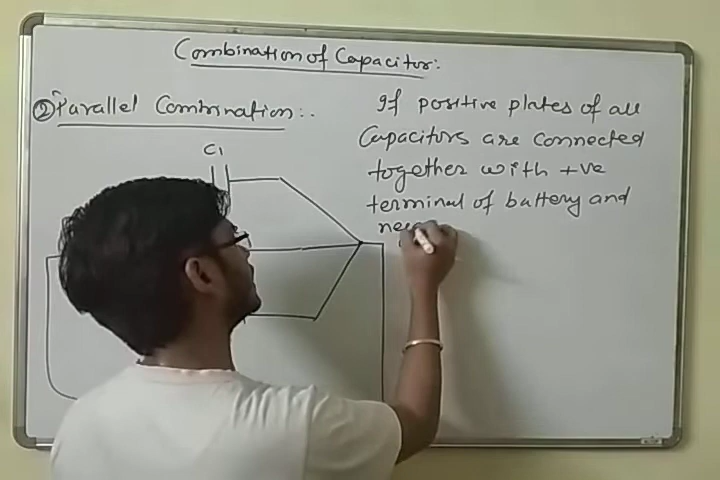 Combination of Capacitor:
② Parallel Combination:.
C1
If positive plates of all
Capacitors are connected
together with +ve
terminal of battery and